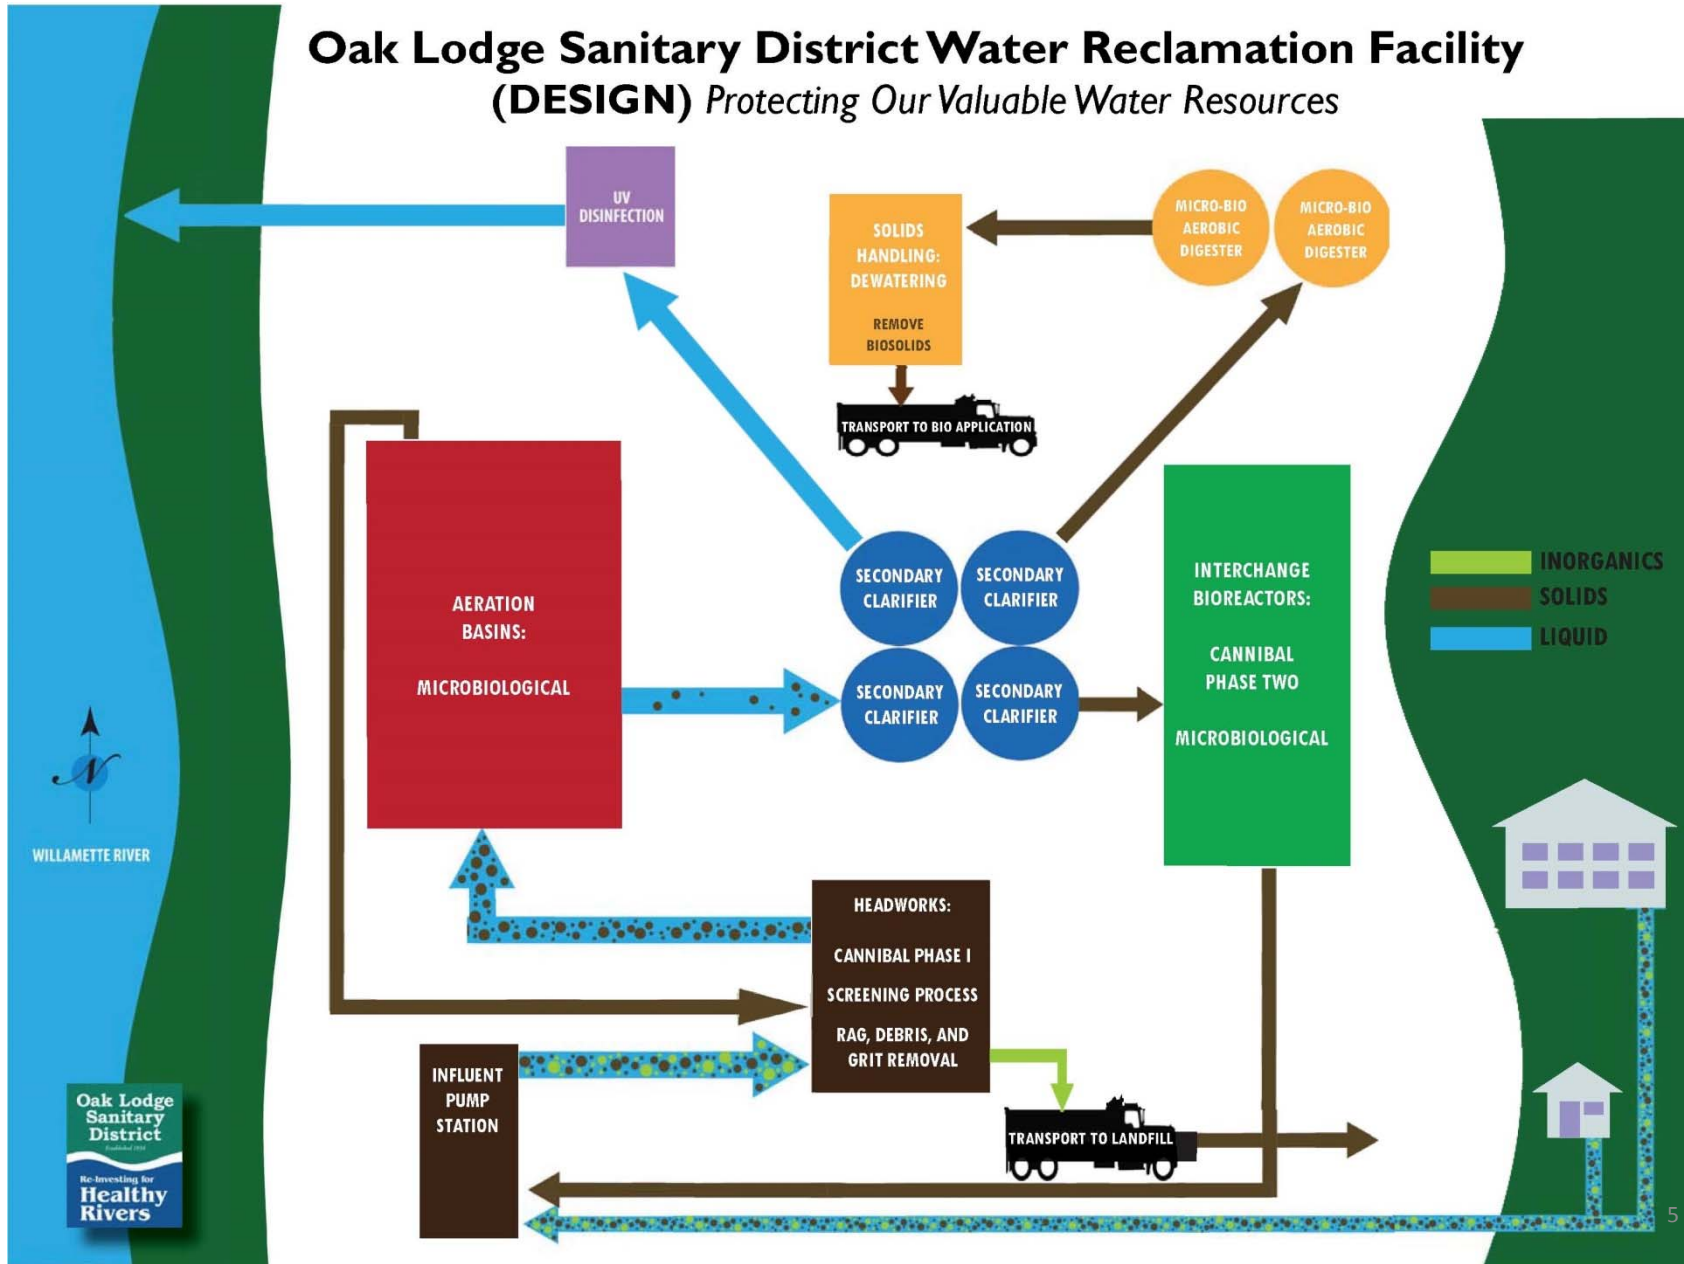 Oak Lodge Sanitary District Water Reclamation Facility
(DESIGN) Protecting Our Valuable Water Resources
UV
DISINFECTION
SOLIDS
HANDLING:
DEWATERING
REMOVE
BIOSOLIDS
MICRO-BIO
AEROBIC
DIGESTER
MICRO-BIO
AEROBIC
DIGESTER
TRANSPORT TO BIO APPLICATION
AERATION
BASINS:
MICROBIOLOGICAL
SECONDARY
CLARIFIER
SECONDARY
CLARIFIER
SECONDARY
CLARIFIER
SECONDARY
CLARIFIER
INTERCHANGE
BIOREACTORS:
CANNIBAL
PHASE TWO
MICROBIOLOGICAL
INORGANICS
SOLIDS
LIQUID
N
WILLAMETTE RIVER
HEADWORKS:
CANNIBAL PHASE I
SCREENING PROCESS
RAG, DEBRIS, AND
GRIT REMOVAL
INFLUENT
PUMP
STATION
TRANSPORT TO LANDFILL
Oak Lodge
Sanitary
District
Re-Investing for
Healthy
Rivers
5